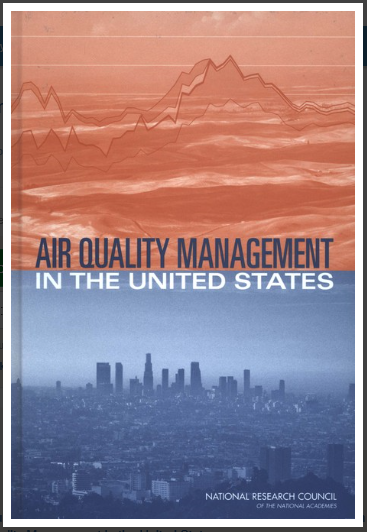 AIR QUALITY MANAGEMENT
IN THE UNITED STATES
NATIONAL RESEARCH COUNCIL
OF THE NATIONAL ACADEMIES